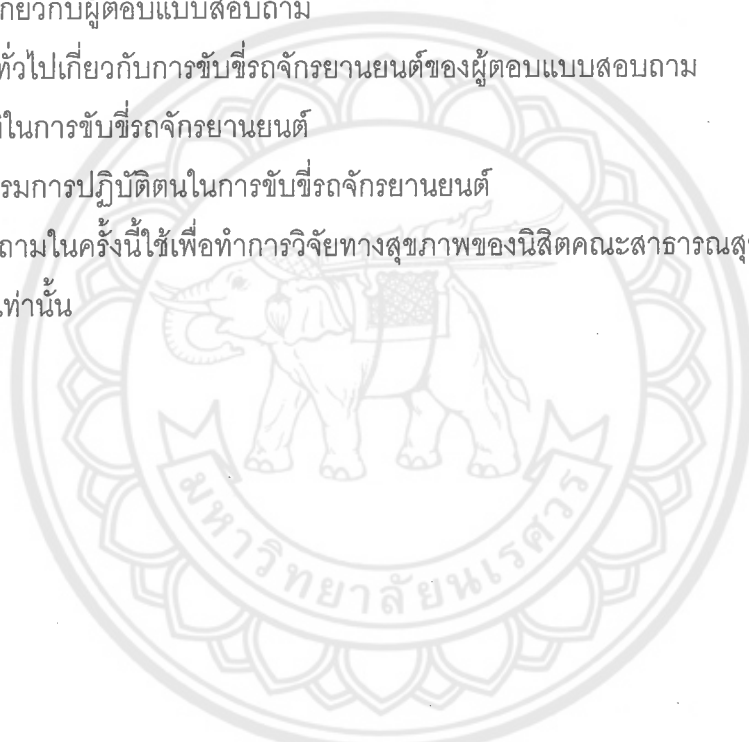 กี่ยวกับผู้ตอบแบบสอบถาม
ทั่วไปเกี่ยวกับการขับขี่รถจักรยานยนต์ของผู้ตอบแบบสอบถาม
ในการขับขี่รถจักรยานยนต์
รมการปฏิบัติตนในการขับขี่รถจักรยานยนต์
ถามในครั้งนี้ใช้เพื่อทำการวิจัยทางสุขภาพของนิสิตคณะสาธารณสุ
เท่านั้น
มหาวิทยาลัยนเรศวร